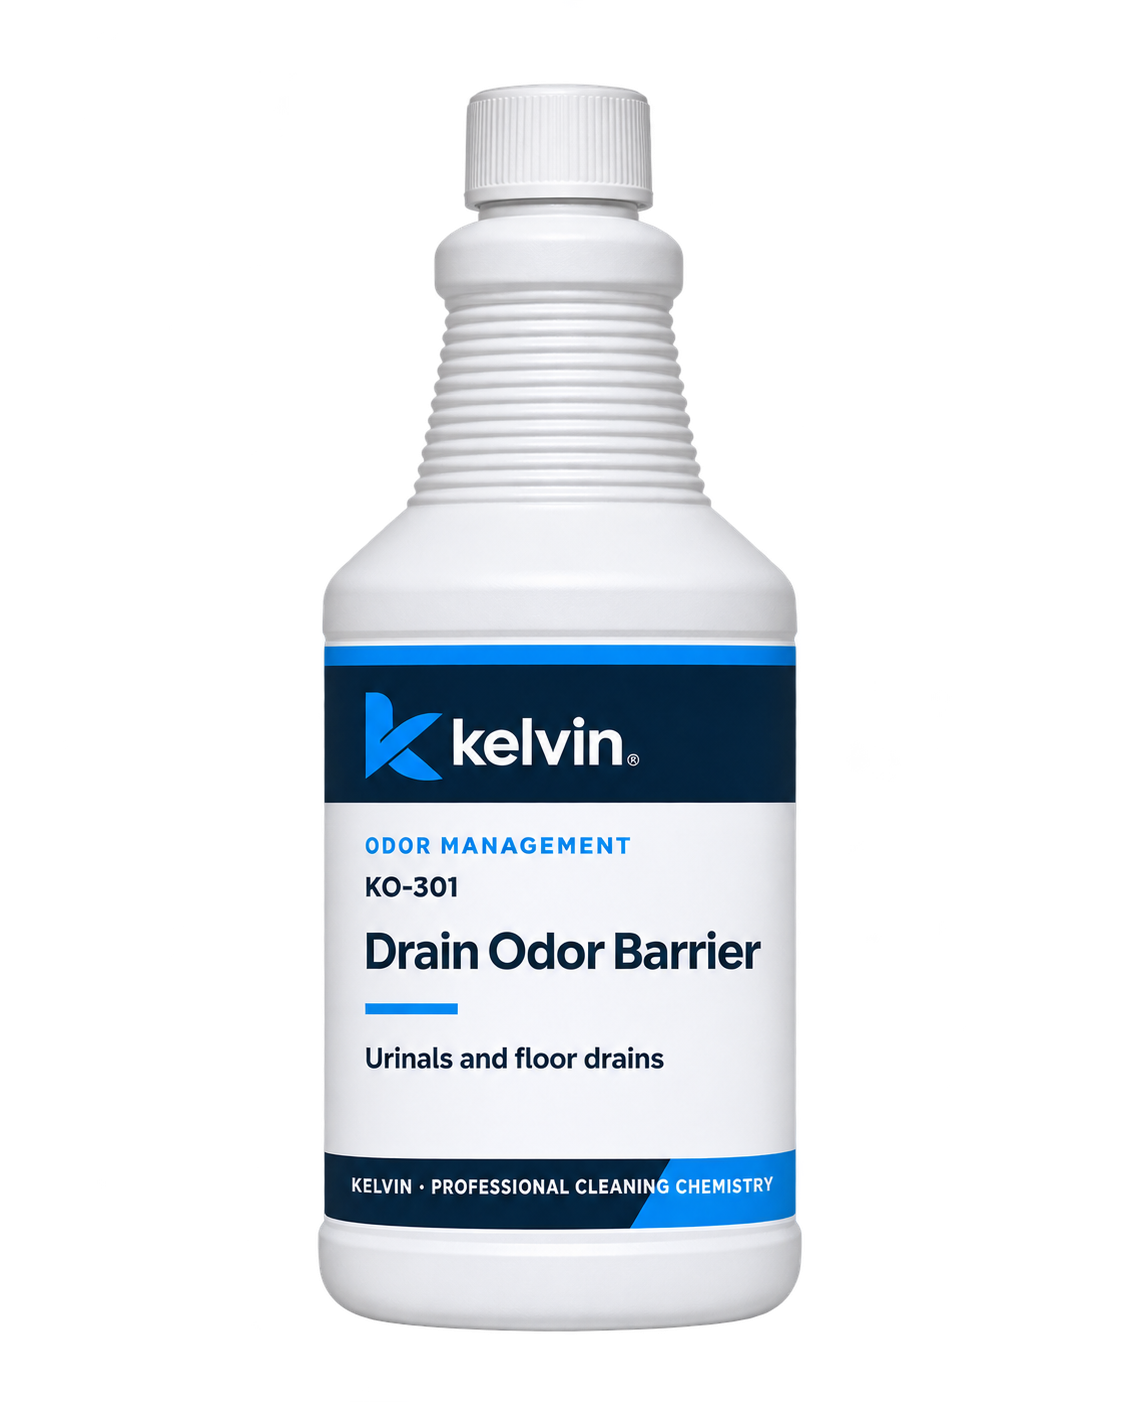 kelvin®
ODOR MANAGEMENT
KO-301
Drain Odor Barrier
Urinals and floor drains
KELVIN · PROFESSIONAL CLEANING CHEMISTRY